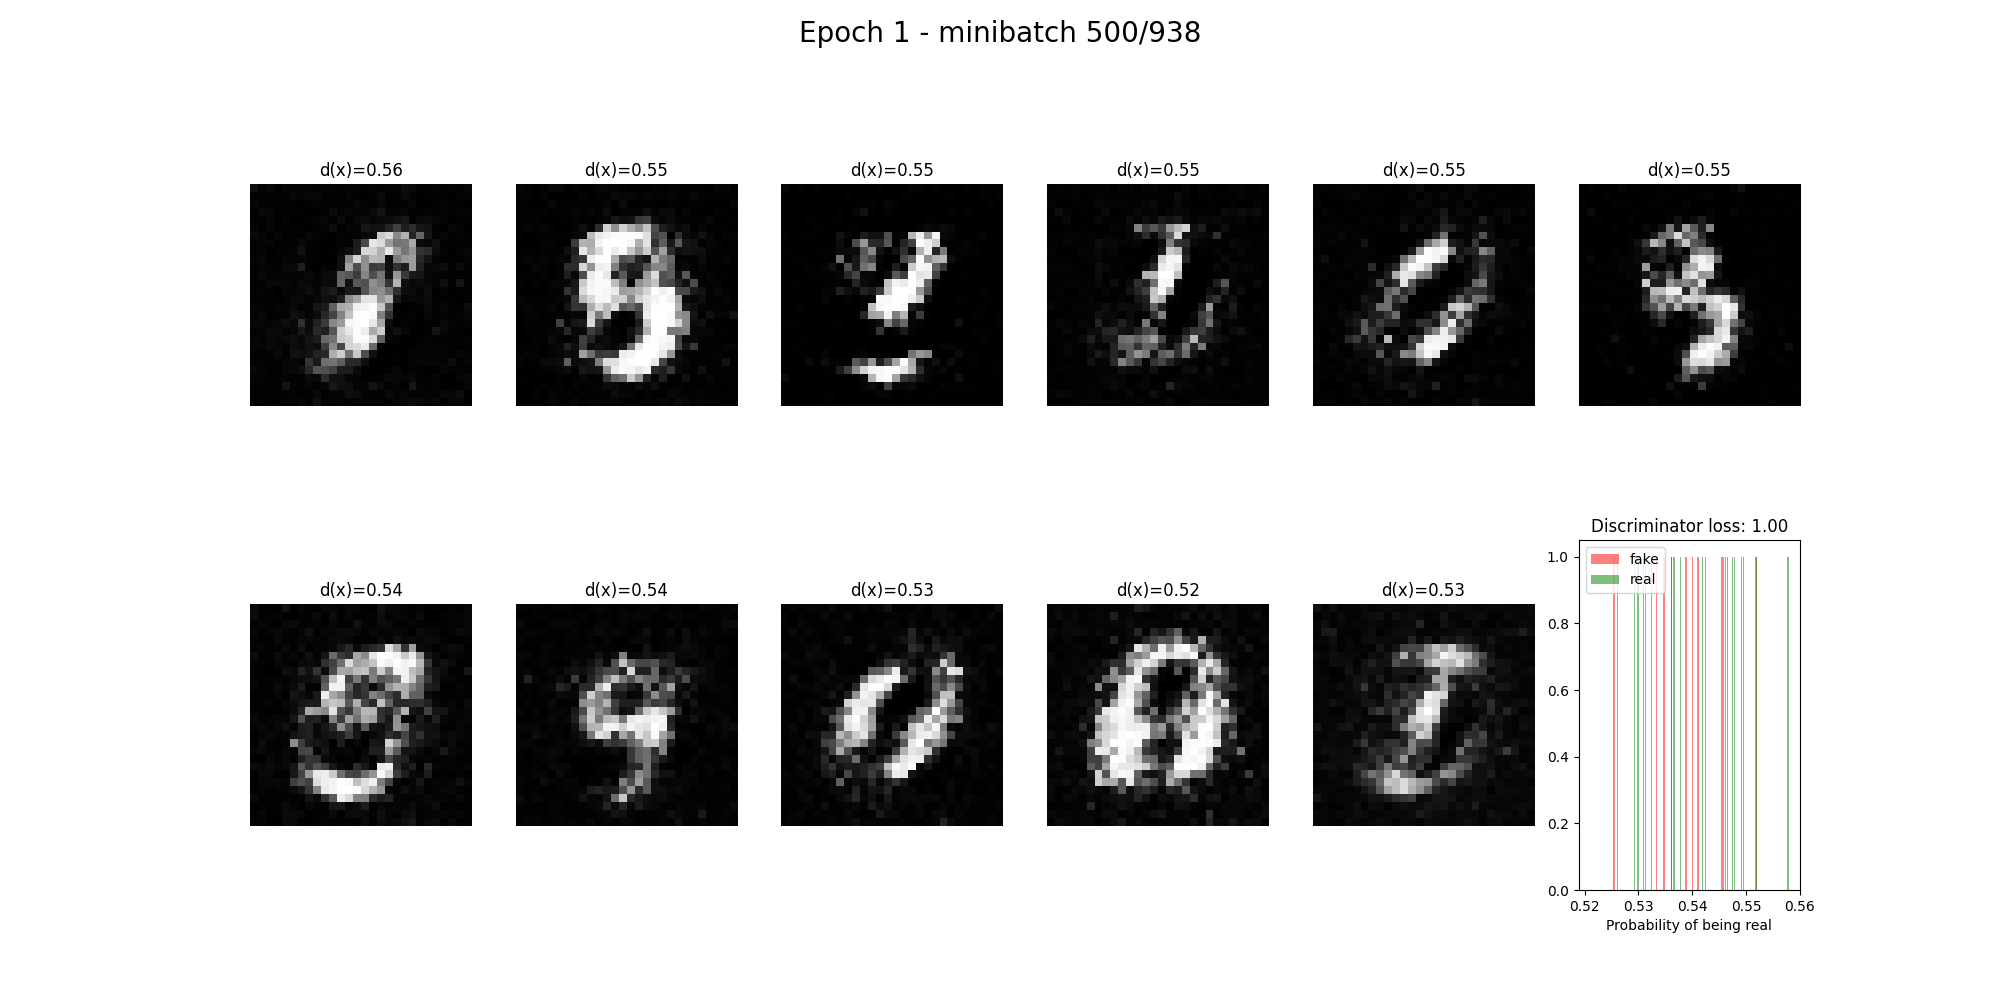 Epoch 1 - minibatch 500/938
d(x)=0.56
d(x)=0.55
d(x)=0.55
d(x)=0.55
d(x)=0.55
d(x)=0.55
d(x)=0.54
d(x)=0.54
d(x)=0.53
d(x)=0.52
d(x)=0.53
Discriminator loss: 1.00
fake
real
1.0
0.8
0.6
0.4
0.2
0.0
0.52 0.53 0.54 0.55 0.56
Probability of being real